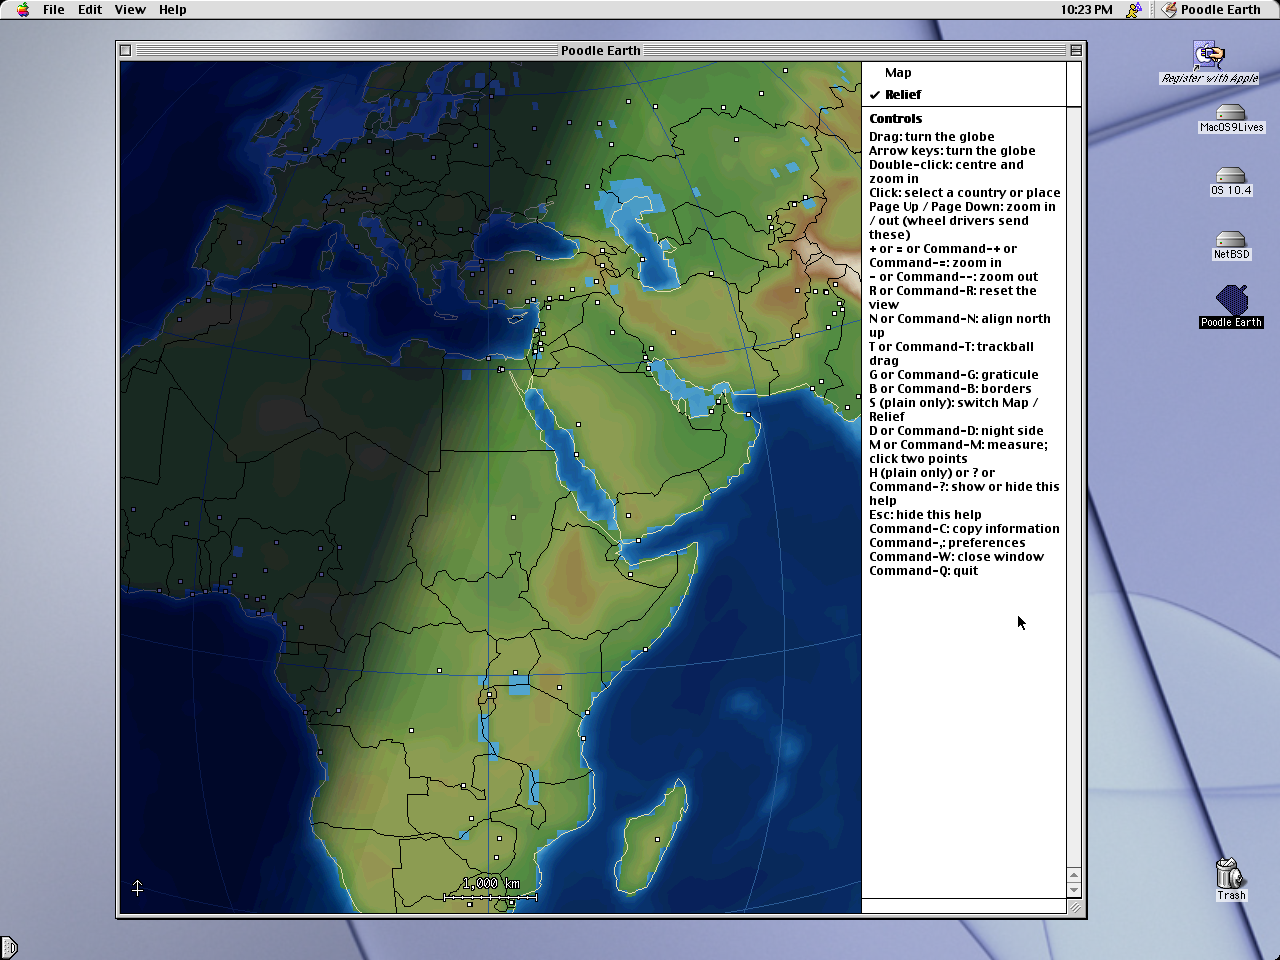 File Edit View Help
10:23 PM
Poodle Earth
Poodle Earth
Map
✓ Relief
Controls
Drag: turn the globe
Arrow keys: turn the globe
Double-click: centre and
zoom in
Click: select a country or place
Page Up / Page Down: zoom in
/ out (wheel drivers send
these)
+ or = or Command-+ or
Command-=: zoom in
- or Command--: zoom out
R or Command-R: reset the
view
N or Command-N: align north
up
T or Command-T: trackball
drag
G or Command-G: graticule
B or Command-B: borders
S (plain only): switch Map /
Relief
D or Command-D: night side
M or Command-M: measure;
click two points
H (plain only) or ? or
Command-?: show or hide this
help
Esc: hide this help
Command-C: copy information
Command-,: preferences
Command-W: close window
Command-Q: quit
1,000 km
Register with Apple
MacOS9Lives
OS 10.4
NetBSD
Poodle Earth
Trash